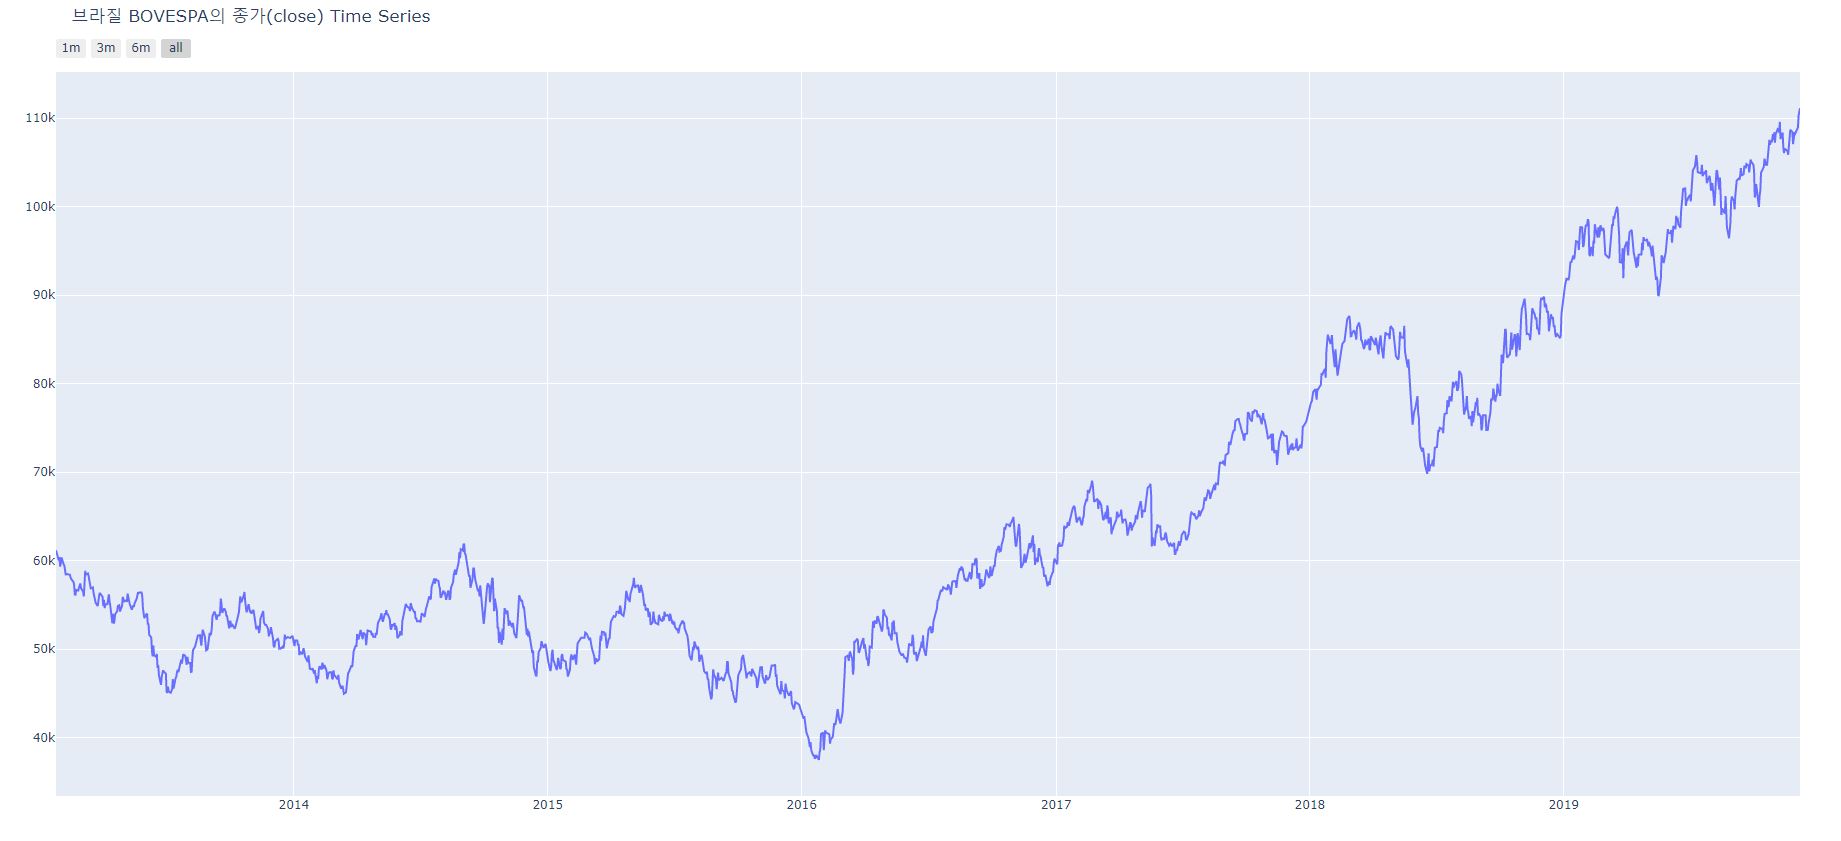 브라질 BOVESPA의 종가(close) Time Series
1m 3m 6m all
110k
100k
90k
80k
70k
60k
50k
40k
2014 2015 2016 2017 2018 2019